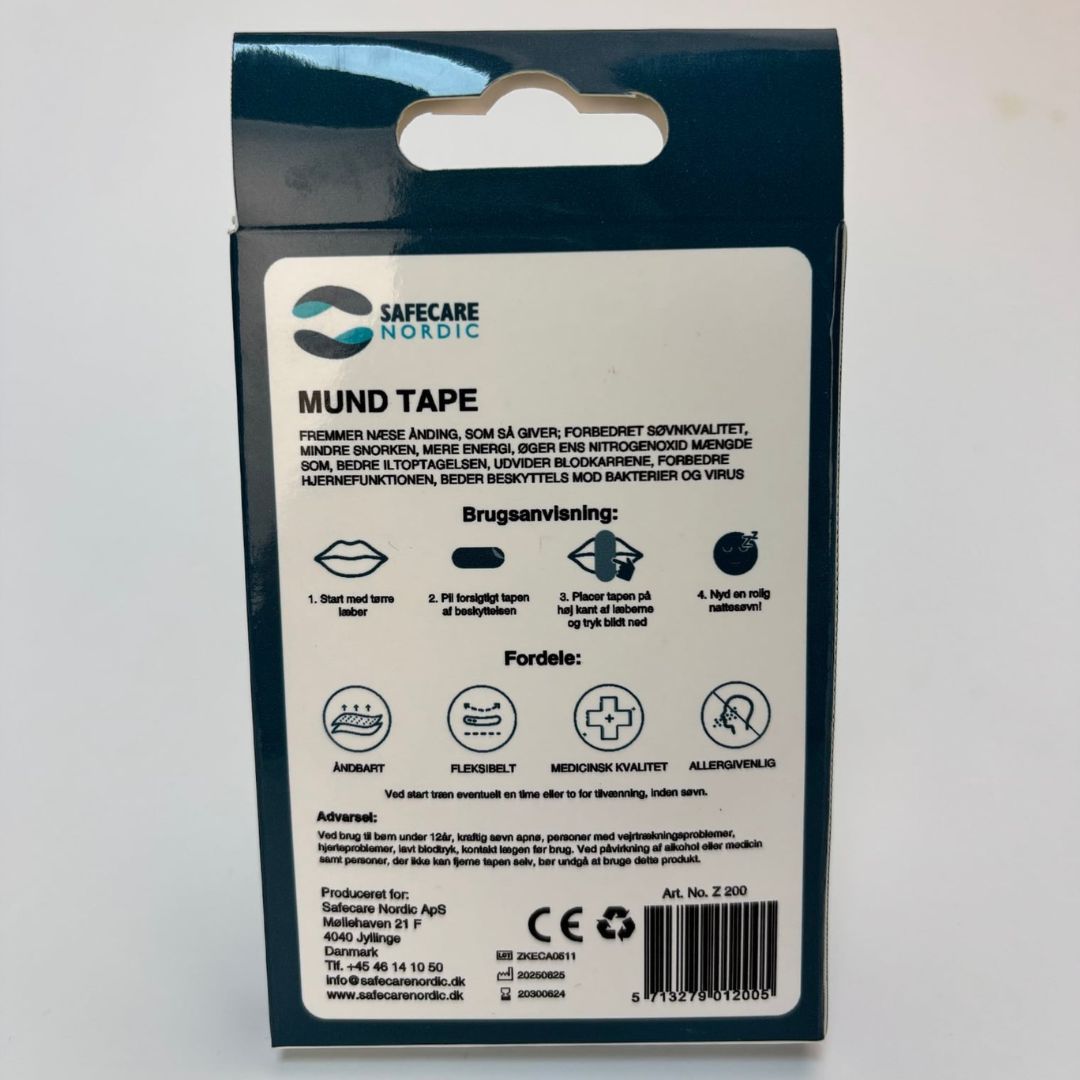 SAFECARE
NORDIC
MUND TAPE
FREMMER NÆSE ÅNDING, SOM SÅ GIVER; FORBEDRET SØVNKVALITET,
MINDRE SNORKEN, MERE ENERGI, ØGER ENS NITROGENOXID MÆNGDE
SOM, BEDRE ILTOPTAGELSEN, UDVIDER BLODKARRENE, FORBEDRE
HJERNEFUNKTIONEN, BEDER BESKYTTELS MOD BAKTERIER OG VIRUS
Brugsanvisning:
1. Start med tørre
læber
2. Pil forsigtigt tapen
af beskyttelsen
3. Placer tapen på
høj kant af læberne
og tryk blidt ned
4. Nyd en rolig
nattesøvn!
Fordele:
ÅNDBART
FLEKSIBELT
MEDICINSK KVALITET
ALLERGIVENLIG
Ved start træn eventuelt en time eller to for tilvænning, inden søvn.
Advarsel:
Ved brug til børn under 12år, kraftig søvn apnø, personer med vejrtrækningsproblemer,
hjerteproblemer, lavt blodtryk, kontakt lægen før brug. Ved påvirkning af alkohol eller medicin
samt personer, der ikke kan fjerne tapen selv, bør undgå at bruge dette produkt.
Produceret for:
Safecare Nordic ApS
Møllehaven 21 F
4040 Jyllinge
Danmark
Tlf. +45 46 14 10 50
info@safecarenordic.dk
www.safecarenordic.dk
CE
LOT ZKECA0511
20250625
20300624
Art. No. Z 200
5 713279 012005